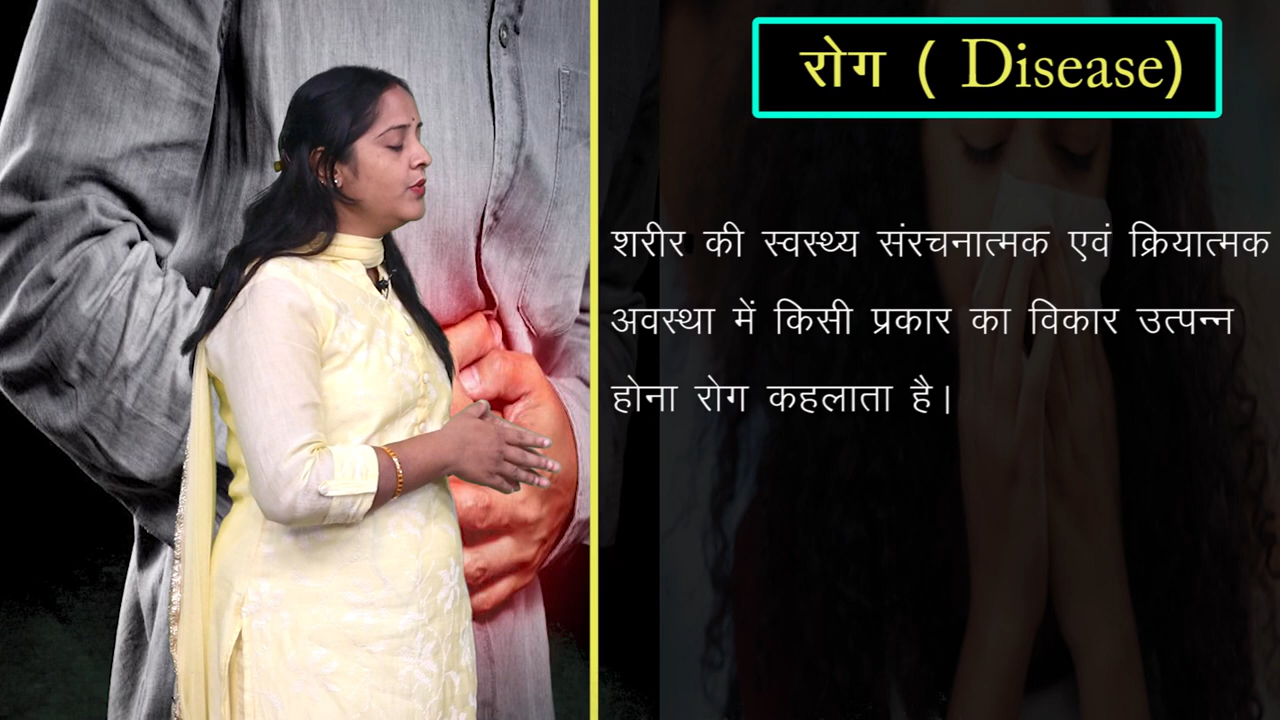 रोग ( Disease)
शरीर की स्वस्थ्य संरचनात्मक एवं क्रियात्मक
अवस्था में किसी प्रकार का विकार उत्पन्न
होना रोग कहलाता है।